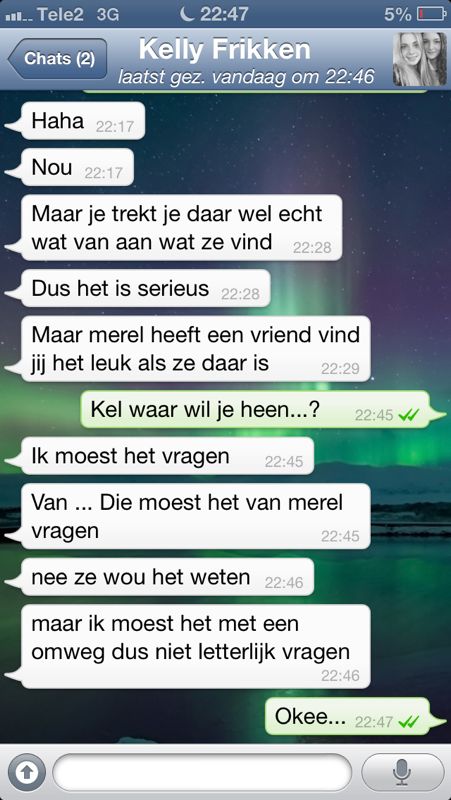 Tele2 3G 22:47 5%
Chats (2)
Kelly Frikken
laatst gez. vandaag om 22:46
Haha 22:17
Nou 22:17
Maar je trekt je daar wel echt
wat van aan wat ze vind 22:28
Dus het is serieus 22:28
Maar merel heeft een vriend vind
jij het leuk als ze daar is 22:29
Kel waar wil je heen...? 22:45
Ik moest het vragen 22:45
Van ... Die moest het van merel
vragen 22:45
nee ze wou het weten 22:46
maar ik moest het met een
omweg dus niet letterlijk vragen
22:46
Okee... 22:47